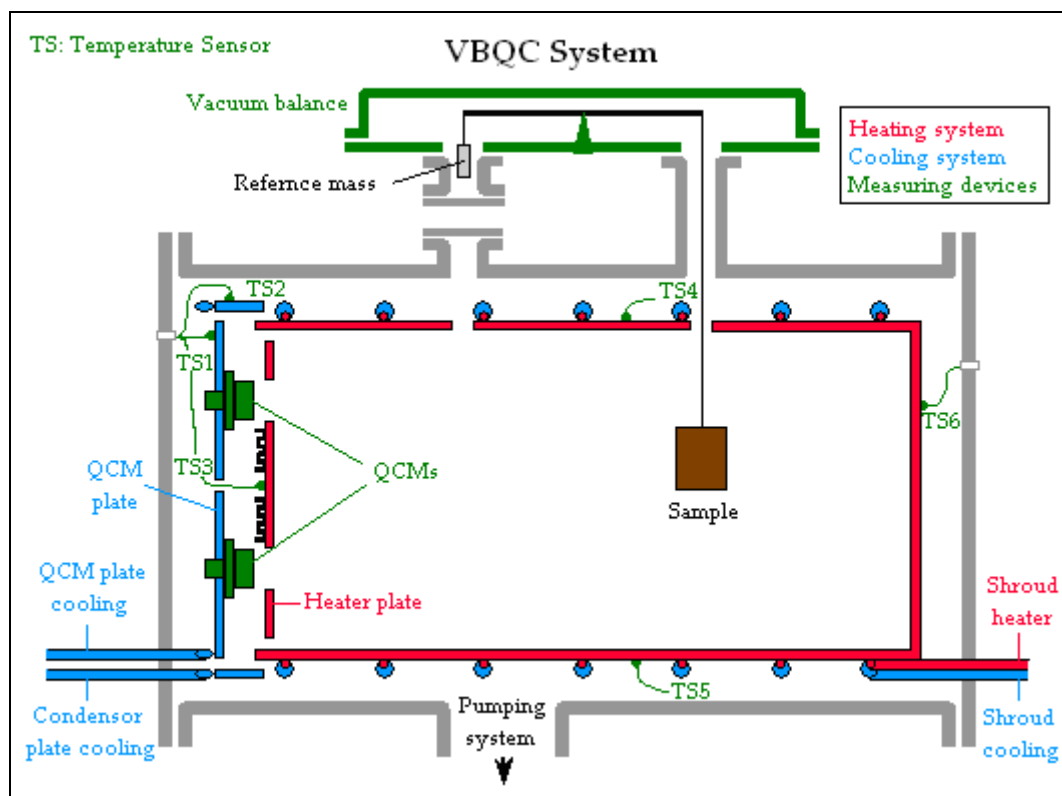 TS: Temperature Sensor
VBQC System
Vacuum balance
Heating system
Cooling system
Measuring devices
Refernce mass
TS2
TS4
TS1
TS6
TS3
QCM
plate
QCMs
Sample
QCM plate
cooling
Heater plate
Shroud
heater
TS5
Condensor
plate cooling
Pumping
system
Shroud
cooling